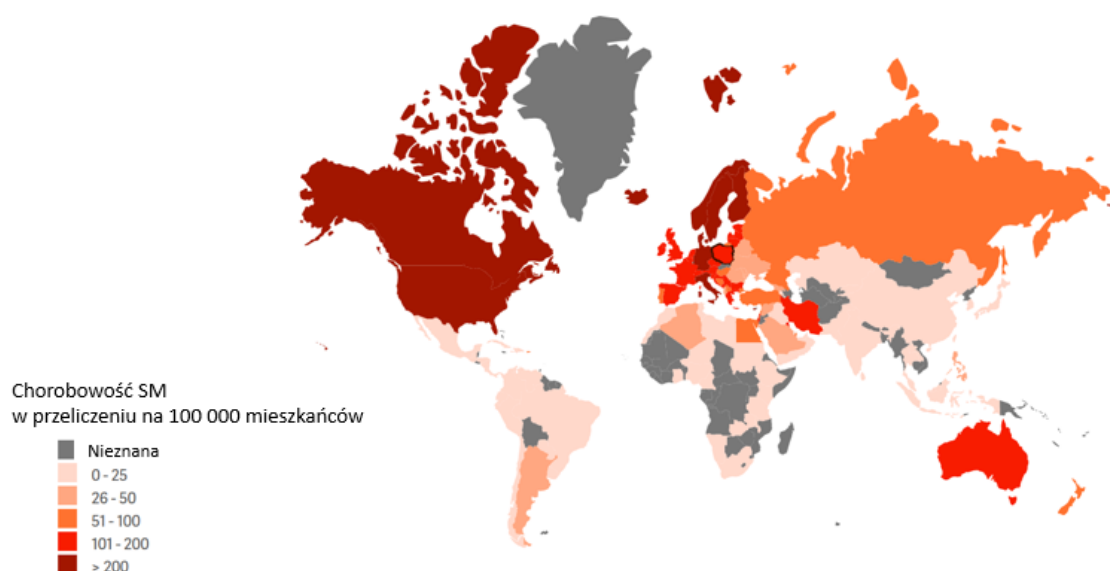 Chorobowość SM
w przeliczeniu na 100 000 mieszkańców
Nieznana
0 - 25
26 - 50
51 - 100
101 - 200
> 200